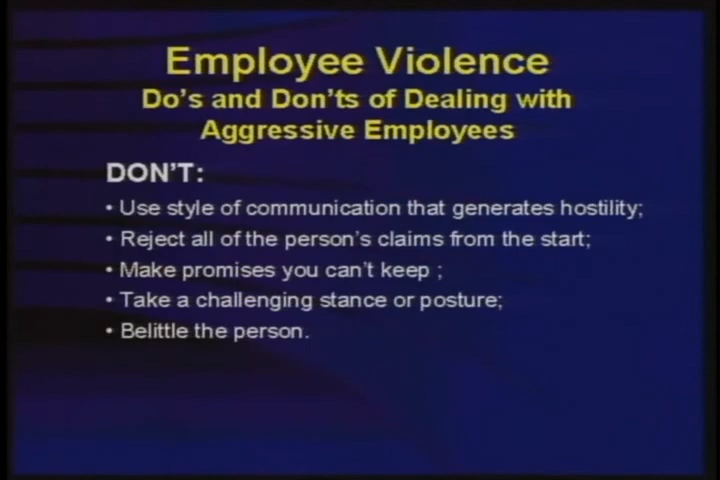 Employee Violence
Do's and Don'ts of Dealing with
Aggressive Employees
DON'T:
• Use style of communication that generates hostility;
• Reject all of the person's claims from the start;
• Make promises you can't keep ;
• Take a challenging stance or posture;
• Belittle the person.